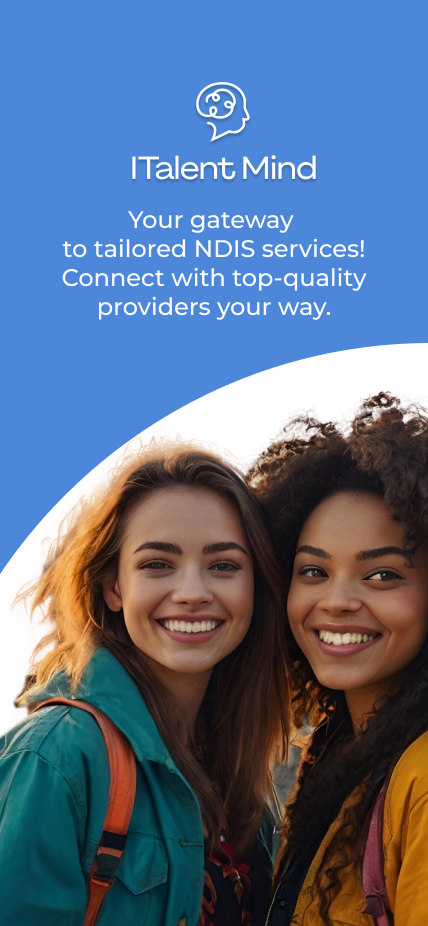 ITalent Mind
Your gateway
to tailored NDIS services!
Connect with top-quality
providers your way.